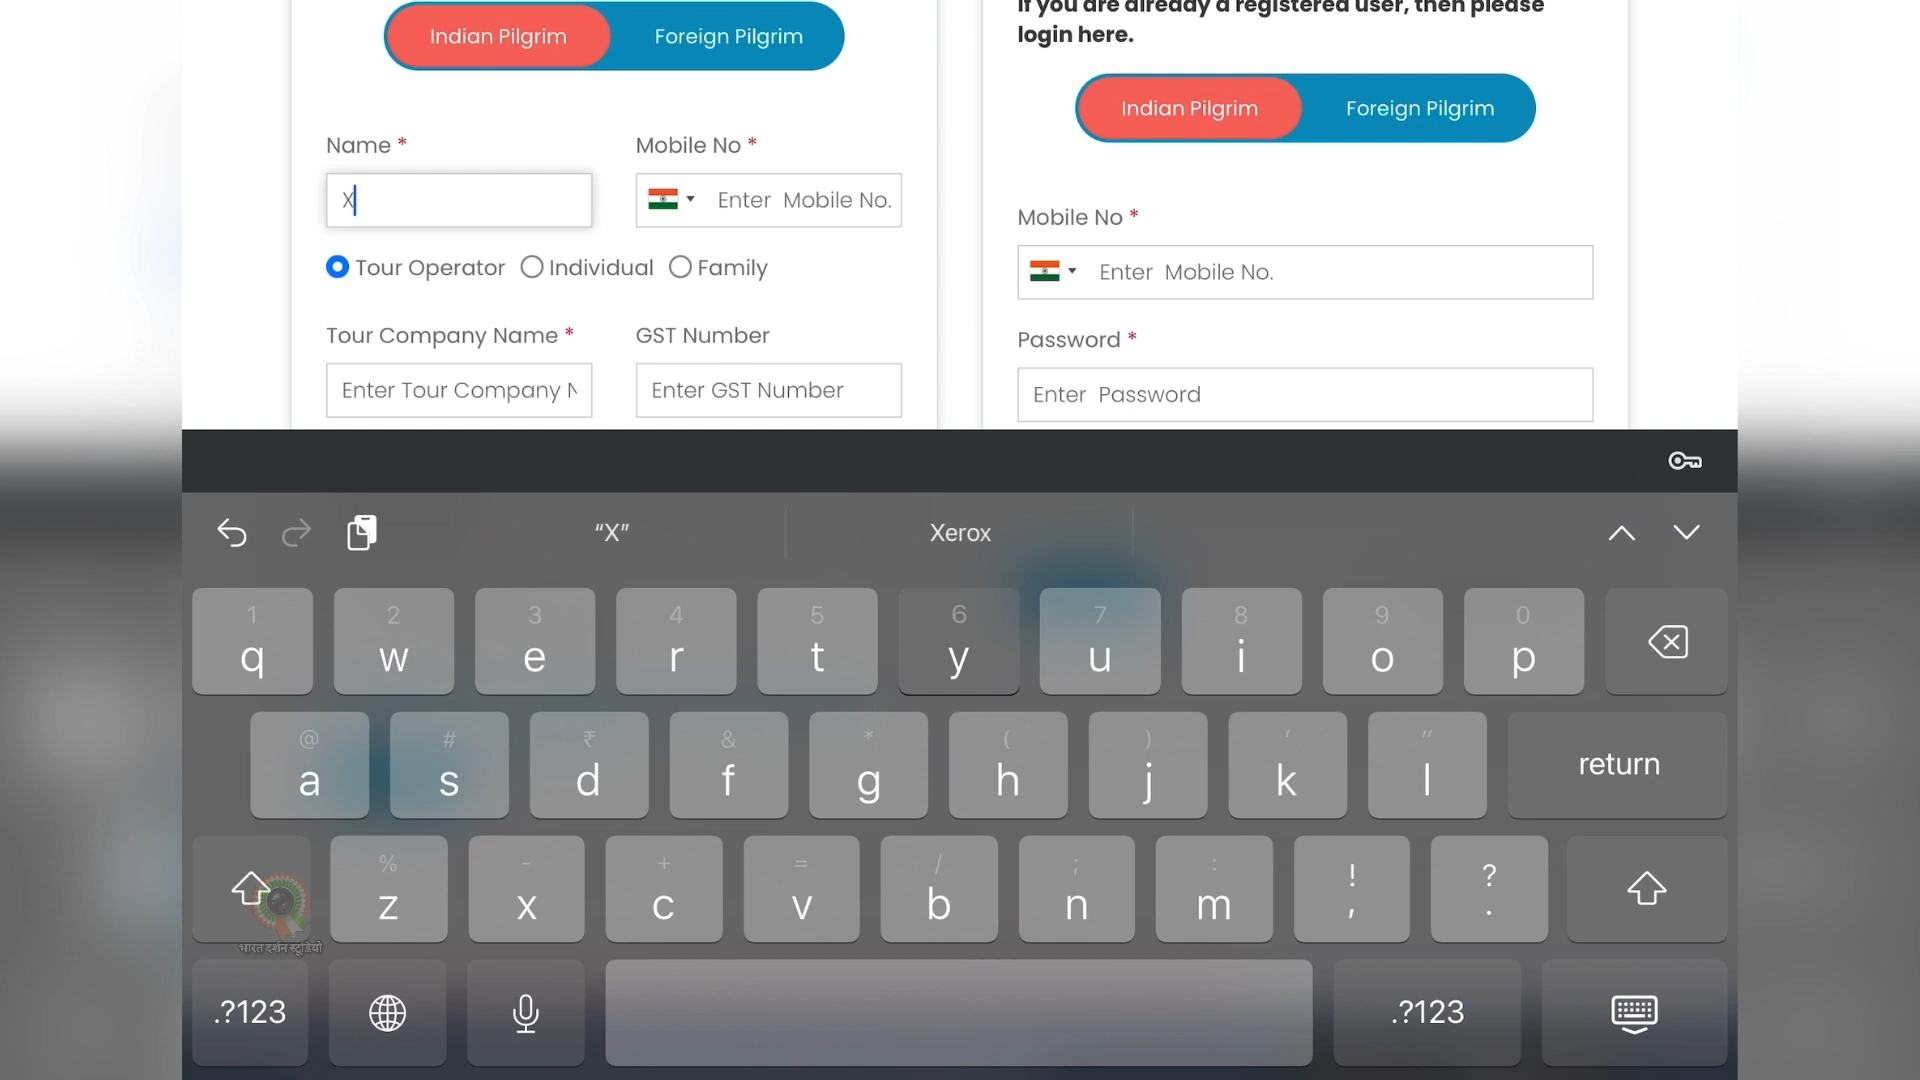 Indian Pilgrim
Foreign Pilgrim
Name *
Mobile No *
X
Enter Mobile No.
Tour Operator
Individual
Family
Tour Company Name *
GST Number
Enter Tour Company N
Enter GST Number
If you are already a registered user, then please
login here.
Indian Pilgrim
Foreign Pilgrim
Mobile No *
Enter Mobile No.
Password *
Enter Password
“X”
Xerox
1 2 3 4 5 6 7 8 9 0
q w e r t y u i o p
@ # ₹ & * ( ) ' "
a s d f g h j k l return
% - + = / ; : ! ?
z x c v b n m , .
भारत दर्शन स्टूडियो
.?123
.?123